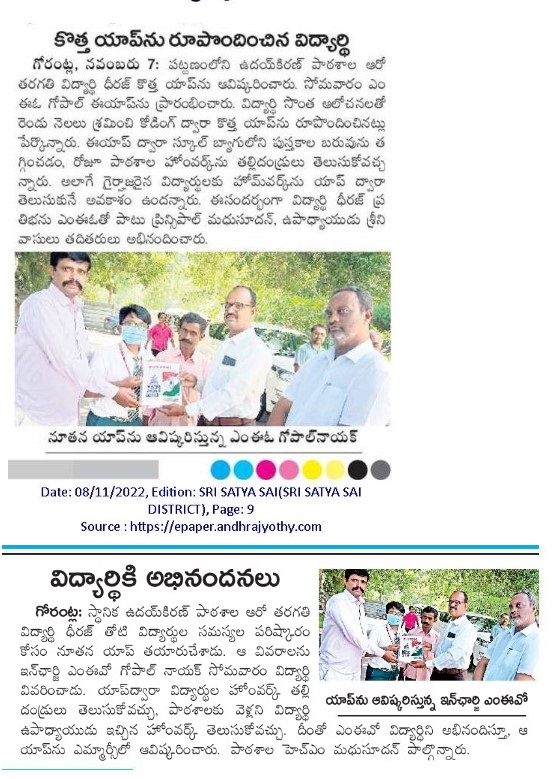 కొత్త యాప్‌ను రూపొందించిన విద్యార్థి
గోరంట్ల, నవంబరు 7: పట్టణంలోని ఉదయ్‌కిరణ్ పాఠశాల ఆరో
తరగతి విద్యార్థి ధీరజ్ కొత్త యాప్‌ను ఆవిష్కరించారు. సోమవారం ఎం
ఈఓ గోపాల్ ఈయాప్‌ను ప్రారంభించారు. విద్యార్థి సొంత ఆలోచనలతో
రెండు నెలలు శ్రమించి కోడింగ్ ద్వారా కొత్త యాప్‌ను రూపొందించినట్లు
పేర్కొన్నారు. ఈయాప్ ద్వారా స్కూల్ బ్యాగులోని పుస్తకాల బరువును త
గ్గించడం, రోజూ పాఠశాల హోంవర్క్‌ను తల్లిదండ్రులు తెలుసుకోవచ్చ
న్నారు. అలాగే గైర్హాజరైన విద్యార్థులకు హోమ్‌వర్క్‌ను యాప్ ద్వారా
తెలుసుకునే అవకాశం ఉందన్నారు. ఈసందర్భంగా విద్యార్థి ధీరజ్ ప్ర
తిభను ఎంఈఓతో పాటు ప్రిన్సిపాల్ మధుసూదన్, ఉపాధ్యాయుడు శ్రీని
వాసులు తదితరులు అభినందించారు.
నూతన యాప్‌ను ఆవిష్కరిస్తున్న ఎంఈఓ గోపాల్‌నాయక్
Date: 08/11/2022, Edition: SRI SATYA SAI(SRI SATYA SAI
DISTRICT), Page: 9
Source : https://epaper.andhrajyothy.com
విద్యార్థికి అభినందనలు
గోరంట్ల: స్థానిక ఉదయ్‌కిరణ్ పాఠశాల ఆరో తరగతి
విద్యార్థి ధీరజ్ తోటి విద్యార్థుల సమస్యల పరిష్కారం
కోసం నూతన యాప్ తయారుచేశాడు. ఆ వివరాలను
ఇన్‌ఛార్జి ఎంఈవో గోపాల్ నాయక్ సోమవారం విద్యార్థి
వివరించాడు. యాప్‌ద్వారా విద్యార్థుల హోంవర్క్ తల్లి
దండ్రులు తెలుసుకోవచ్చు, పాఠశాలకు వెళ్లని విద్యార్థి
ఉపాధ్యాయుడు ఇచ్చిన హోంవర్క్ తెలుసుకోవచ్చు. దీంతో ఎంఈవో విద్యార్థిని అభినందిస్తూ, ఆ
యాప్‌ను ఎమ్మార్సీలో ఆవిష్కరించారు. పాఠశాల హెచ్‌ఎం మధుసూదన్ పాల్గొన్నారు.
యాప్‌ను ఆవిష్కరిస్తున్న ఇన్‌ఛార్జి ఎంఈవో